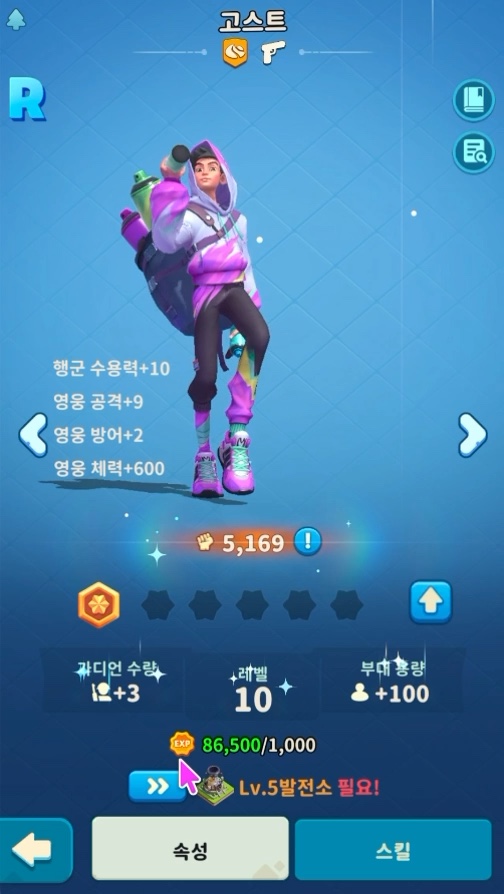 고스트
R
행군 수용력+10
영웅 공격+9
영웅 방어+2
영웅 체력+600
5,169
가디언 수량
+3
레벨
10
부대 용량
+100
EXP 86,500/1,000
Lv.5발전소 필요!
속성
스킬